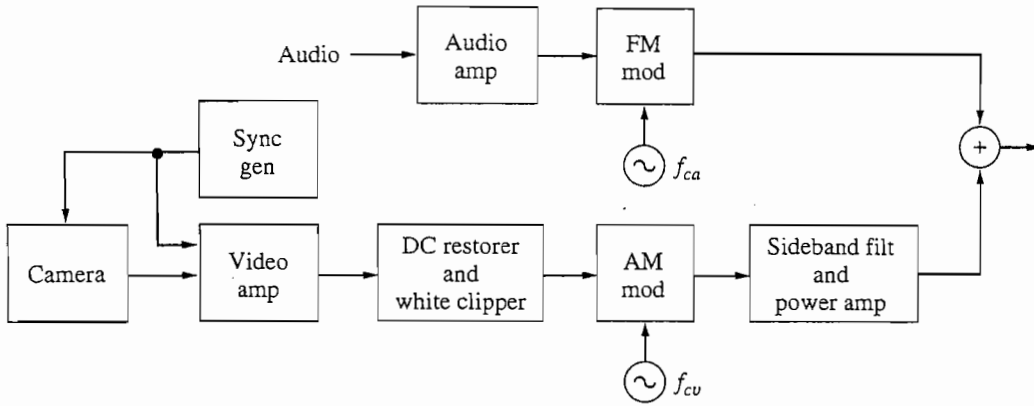 Audio
Audio
amp
FM
mod
f_ca
+
Sync
gen
Camera
Video
amp
DC restorer
and
white clipper
AM
mod
Sideband filt
and
power amp
f_cv